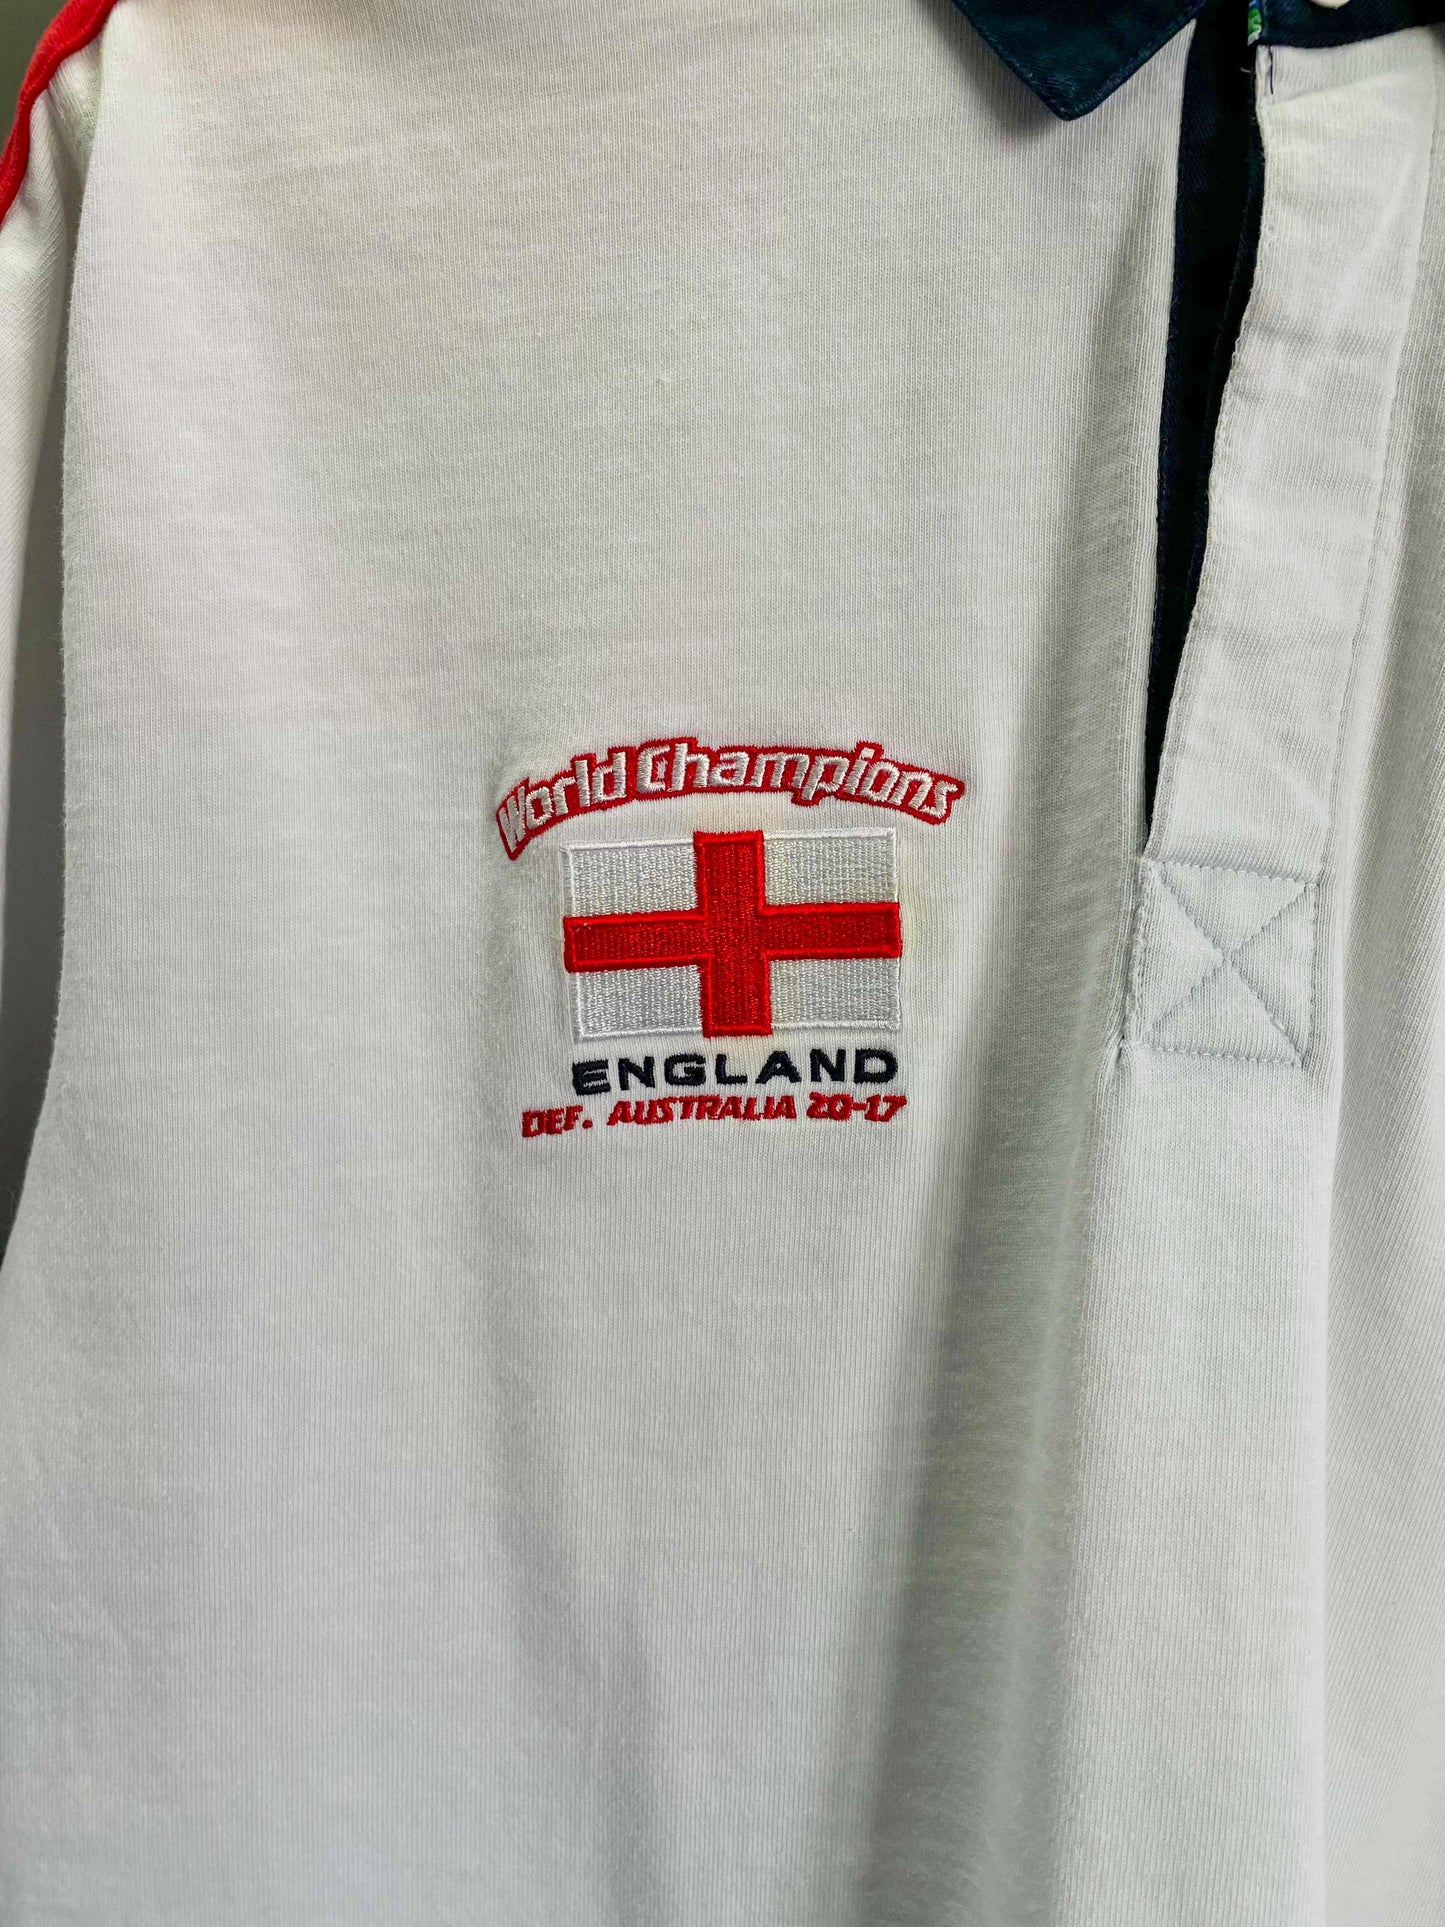 World Champions
ENGLAND
DEF. AUSTRALIA 20-17